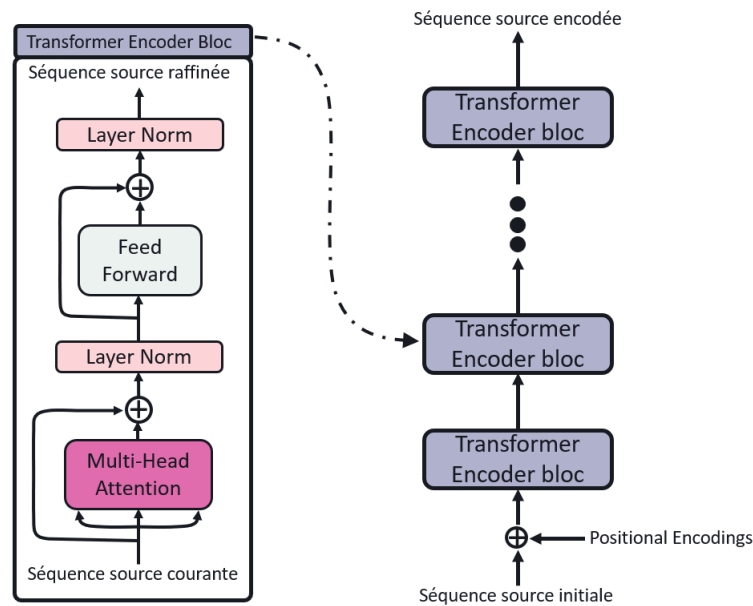 Transformer Encoder Bloc
Séquence source raffinée
Layer Norm
Feed
Forward
Layer Norm
Multi-Head
Attention
Séquence source courante
Séquence source encodée
Transformer
Encoder bloc
Transformer
Encoder bloc
Transformer
Encoder bloc
Positional Encodings
Séquence source initiale